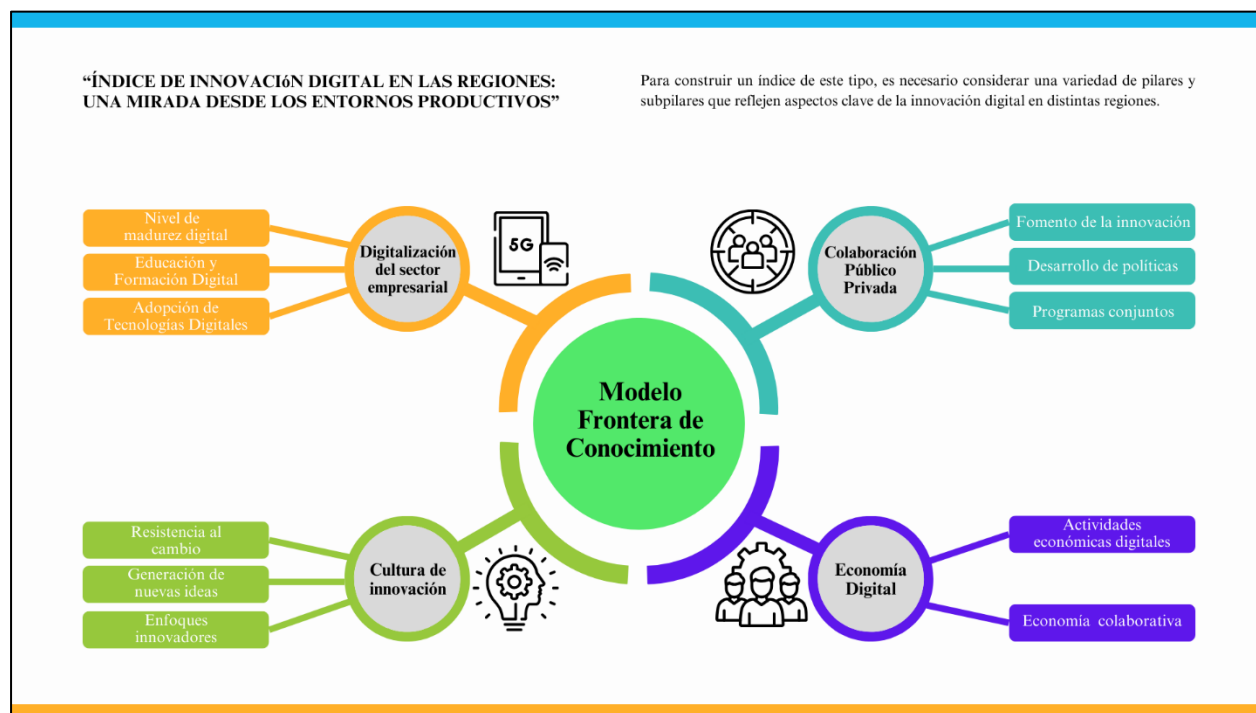 “ÍNDICE DE INNOVACIóN DIGITAL EN LAS REGIONES:
UNA MIRADA DESDE LOS ENTORNOS PRODUCTIVOS”
Para construir un índice de este tipo, es necesario considerar una variedad de pilares y
subpilares que reflejen aspectos clave de la innovación digital en distintas regiones.
Nivel de
madurez digital
Educación y
Formación Digital
Adopción de
Tecnologías Digitales
Digitalización
del sector
empresarial
5G
Colaboración
Público
Privada
Fomento de la innovación
Desarrollo de políticas
Programas conjuntos
Modelo
Frontera de
Conocimiento
Resistencia al
cambio
Generación de
nuevas ideas
Enfoques
innovadores
Cultura de
innovación
Economía
Digital
Actividades
económicas digitales
Economía colaborativa